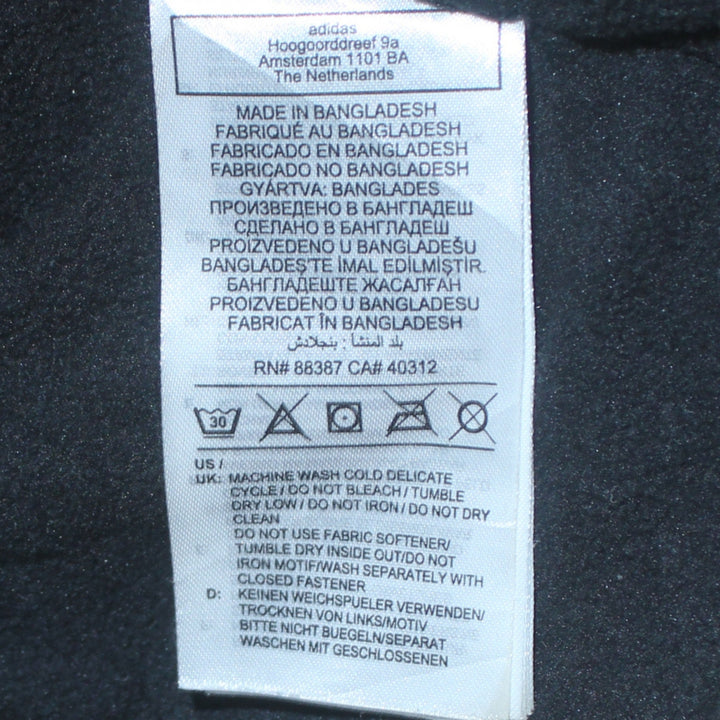 adidas
Hoogoorddreef 9a
Amsterdam 1101 BA
The Netherlands
MADE IN BANGLADESH
FABRIQUÉ AU BANGLADESH
FABRICADO EN BANGLADESH
FABRICADO NO BANGLADESH
GYÁRTVA: BANGLADES
ПРОИЗВЕДЕНО В БАНГЛАДЕШ
СДЕЛАНО В БАНГЛАДЕШ
PROIZVEDENO U BANGLADEŠU
BANGLADEŞ'TE İMAL EDİLMİŞTİR.
БАНГЛАДЕШТЕ ЖАСАЛҒАН
PROIZVEDENO U BANGLADESU
FABRICAT ÎN BANGLADESH
بلد المنشأ : بنجلادش
RN# 88387 CA# 40312
30
US /
UK: MACHINE WASH COLD DELICATE
CYCLE / DO NOT BLEACH / TUMBLE
DRY LOW / DO NOT IRON / DO NOT DRY
CLEAN
DO NOT USE FABRIC SOFTENER/
TUMBLE DRY INSIDE OUT/DO NOT
IRON MOTIF/WASH SEPARATELY WITH
CLOSED FASTENER
D: KEINEN WEICHSPUELER VERWENDEN/
TROCKNEN VON LINKS/MOTIV
BITTE NICHT BUEGELN/SEPARAT
WASCHEN MIT GESCHLOSSENEN